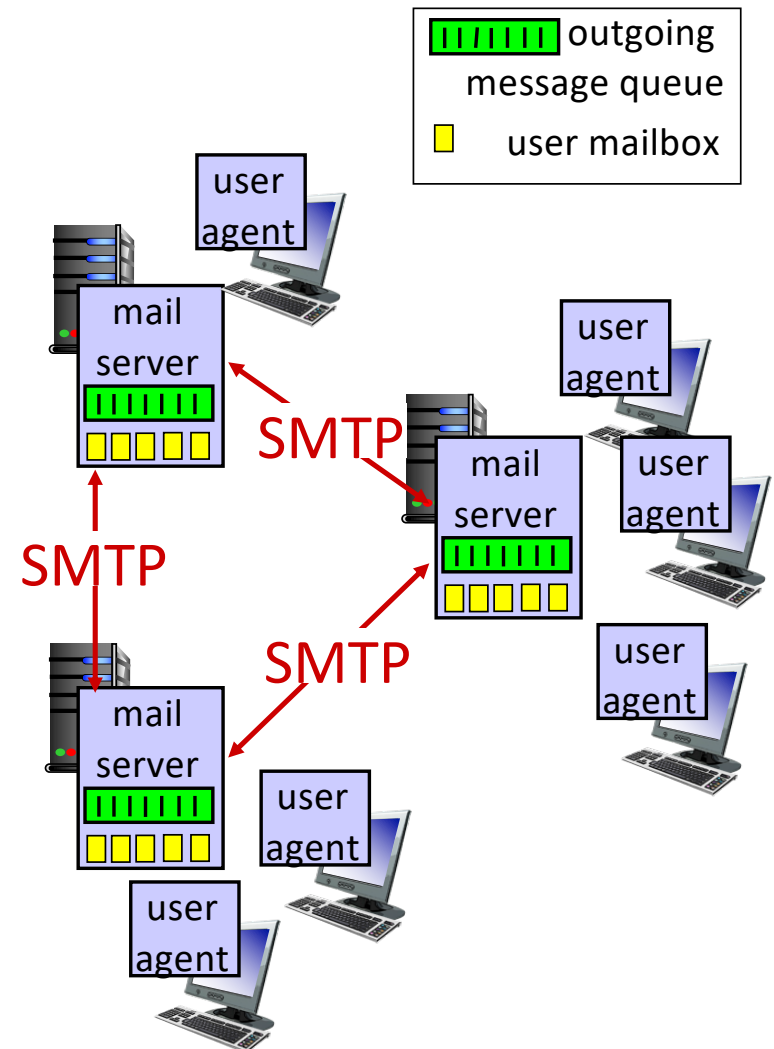 outgoing
message queue
user mailbox
user
agent
mail
server
user
agent
SMTP
mail
server
user
agent
SMTP
user
agent
SMTP
mail
server
user
agent
user
agent